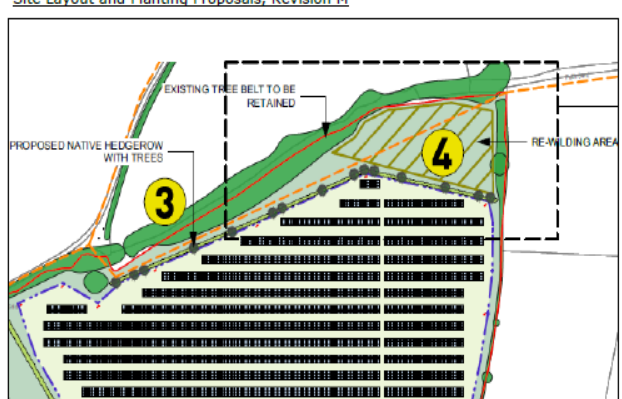 Site Layout and Planting Proposals, Revision M
EXISTING TREE BELT TO BE
RETAINED
PROPOSED NATIVE HEDGEROW
WITH TREES
RE-WILDING AREA
4
3